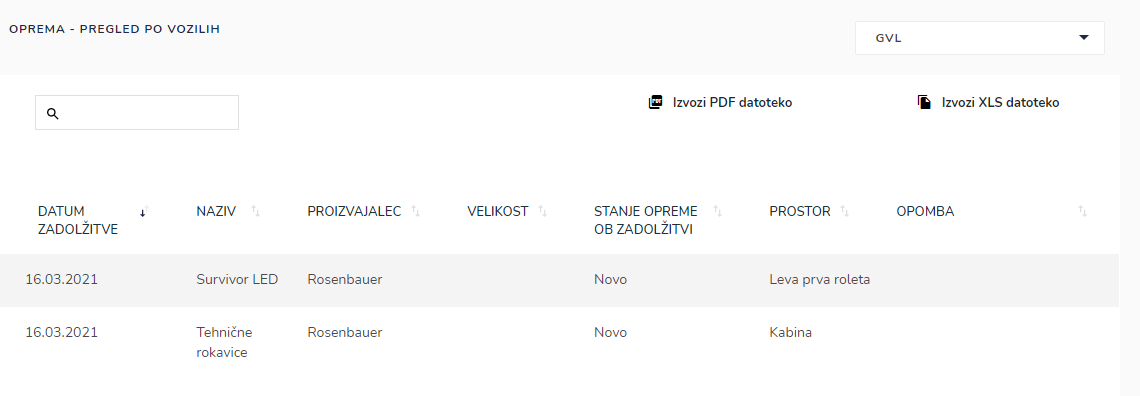 OPREMA - PREGLED PO VOZILIH
GVL
Izvozi PDF datoteko
Izvozi XLS datoteko
DATUM ZADOLŽITVE
NAZIV
PROIZVAJALEC
VELIKOST
STANJE OPREME OB ZADOLŽITVI
PROSTOR
OPOMBA
16.03.2021 Survivor LED Rosenbauer Novo Leva prva roleta
16.03.2021 Tehnične rokavice Rosenbauer Novo Kabina